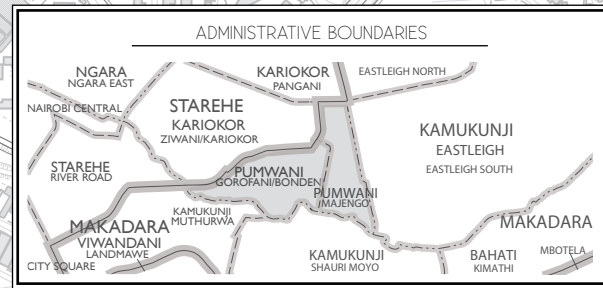 ADMINISTRATIVE BOUNDARIES
NGARA
NGARA EAST
KARIOKOR
PANGANI
EASTLEIGH NORTH
NAIROBI CENTRAL
STAREHE
KARIOKOR
ZIWANI/KARIOKOR
KAMUKUNJI
EASTLEIGH
EASTLEIGH SOUTH
STAREHE
RIVER ROAD
PUMWANI
GOROFANI/BONDEN
PUMWANI
MAJENGO
KAMUKUNJI
MUTHURWA
MAKADARA
VIWANDANI
LANDMAWE
CITY SQUARE
KAMUKUNJI
SHAURI MOYO
MAKADARA
BAHATI
KIMATHI
MBOTELA